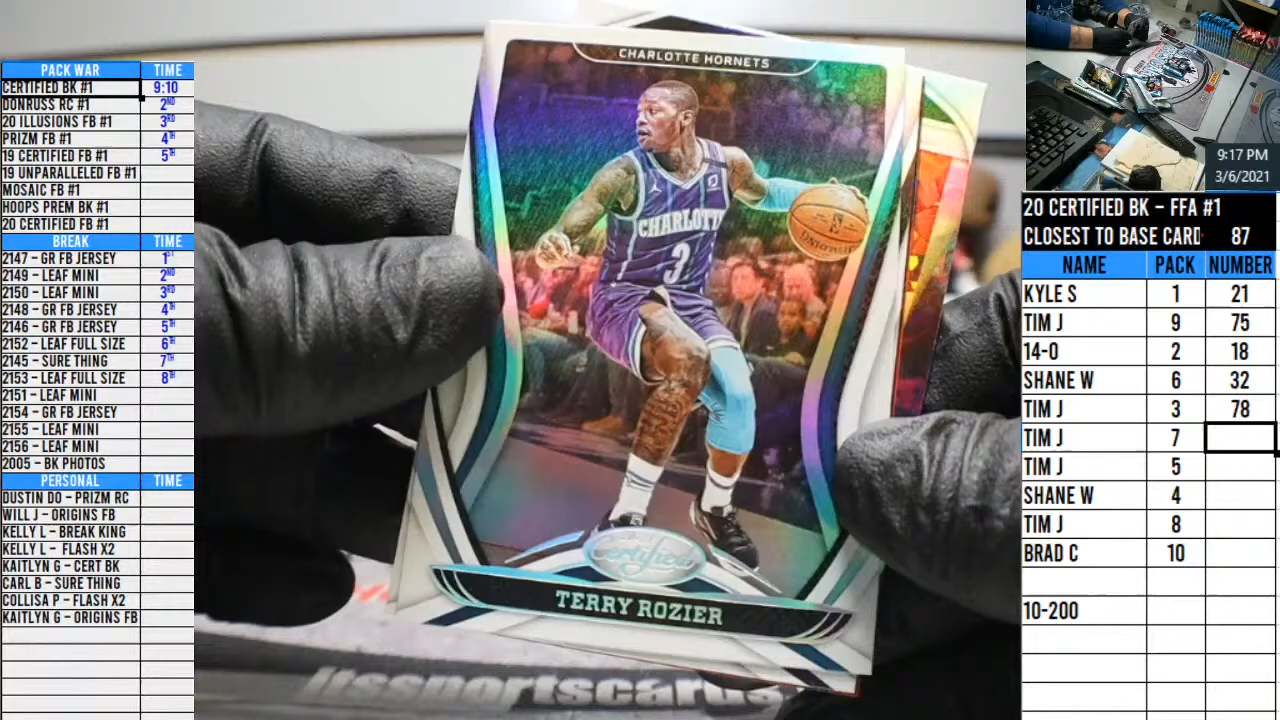 PACK WAR TIME
CERTIFIED BK #1 9:10
DONRUSS RC #1 2ND
20 ILLUSIONS FB #1 3RD
PRIZM FB #1 4TH
19 CERTIFIED FB #1 5TH
19 UNPARALLELED FB #1
MOSAIC FB #1
HOOPS PREM BK #1
20 CERTIFIED FB #1
BREAK TIME
2147 – GR FB JERSEY 1ST
2149 – LEAF MINI 2ND
2150 – LEAF MINI 3RD
2148 – GR FB JERSEY 4TH
2146 – GR FB JERSEY 5TH
2152 – LEAF FULL SIZE 6TH
2145 – SURE THING 7TH
2153 – LEAF FULL SIZE 8TH
2151 – LEAF MINI
2154 – GR FB JERSEY
2155 – LEAF MINI
2156 – LEAF MINI
2005 – BK PHOTOS
PERSONAL TIME
DUSTIN DO – PRIZM RC
WILL J – ORIGINS FB
KELLY L – BREAK KING
KELLY L – FLASH X2
KAITLYN G – CERT BK
CARL B – SURE THING
COLLISA P – FLASH X2
KAITLYN G – ORIGINS FB
CHARLOTTE HORNETS
CHARLOTTE
3
Certified
TERRY ROZIER
itssportscards
9:17 PM
3/6/2021
20 CERTIFIED BK – FFA #1
CLOSEST TO BASE CARD 87
NAME PACK NUMBER
KYLE S 1 21
TIM J 9 75
14-0 2 18
SHANE W 6 32
TIM J 3 78
TIM J 7
TIM J 5
SHANE W 4
TIM J 8
BRAD C 10
10-200